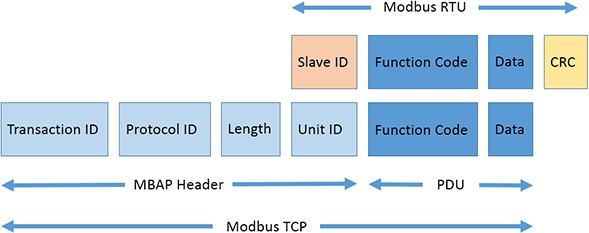 Modbus RTU
Slave ID Function Code Data CRC
Transaction ID Protocol ID Length Unit ID Function Code Data
MBAP Header PDU
Modbus TCP